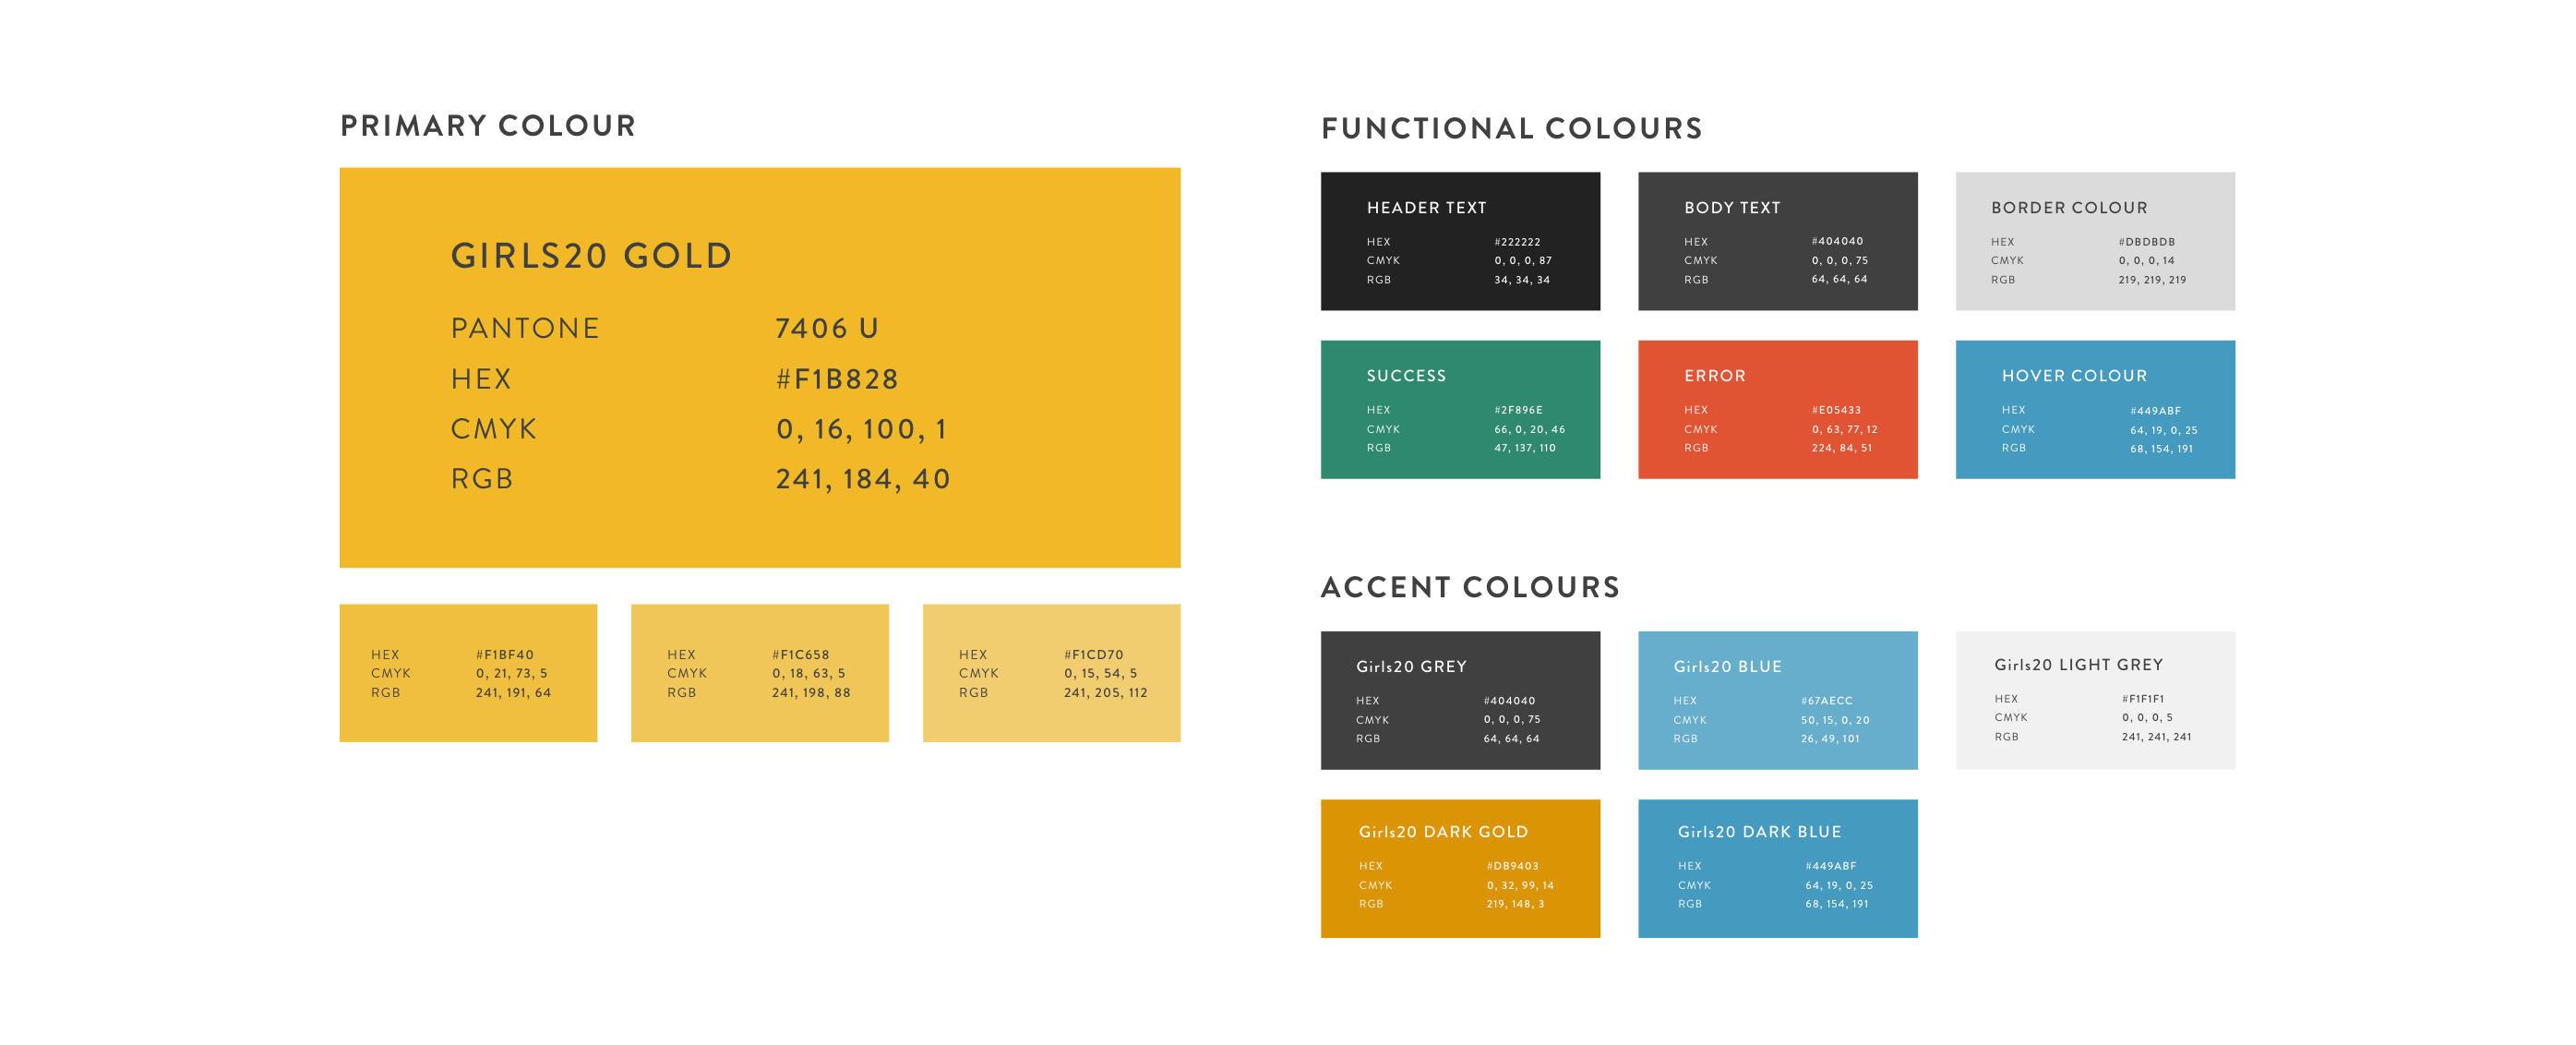 PRIMARY COLOUR
GIRLS20 GOLD
PANTONE 7406 U
HEX #F1B828
CMYK 0, 16, 100, 1
RGB 241, 184, 40
HEX #F1BF40
CMYK 0, 21, 73, 5
RGB 241, 191, 64
HEX #F1C658
CMYK 0, 18, 63, 5
RGB 241, 198, 88
HEX #F1CD70
CMYK 0, 15, 54, 5
RGB 241, 205, 112
FUNCTIONAL COLOURS
HEADER TEXT
HEX #222222
CMYK 0, 0, 0, 87
RGB 34, 34, 34
BODY TEXT
HEX #404040
CMYK 0, 0, 0, 75
RGB 64, 64, 64
BORDER COLOUR
HEX #DBDBDB
CMYK 0, 0, 0, 14
RGB 219, 219, 219
SUCCESS
HEX #2F896E
CMYK 66, 0, 20, 46
RGB 47, 137, 110
ERROR
HEX #E05433
CMYK 0, 63, 77, 12
RGB 224, 84, 51
HOVER COLOUR
HEX #449ABF
CMYK 64, 19, 0, 25
RGB 68, 154, 191
ACCENT COLOURS
Girls20 GREY
HEX #404040
CMYK 0, 0, 0, 75
RGB 64, 64, 64
Girls20 BLUE
HEX #67AECC
CMYK 50, 15, 0, 20
RGB 26, 49, 101
Girls20 LIGHT GREY
HEX #F1F1F1
CMYK 0, 0, 0, 5
RGB 241, 241, 241
Girls20 DARK GOLD
HEX #DB9403
CMYK 0, 32, 99, 14
RGB 219, 148, 3
Girls20 DARK BLUE
HEX #449ABF
CMYK 64, 19, 0, 25
RGB 68, 154, 191